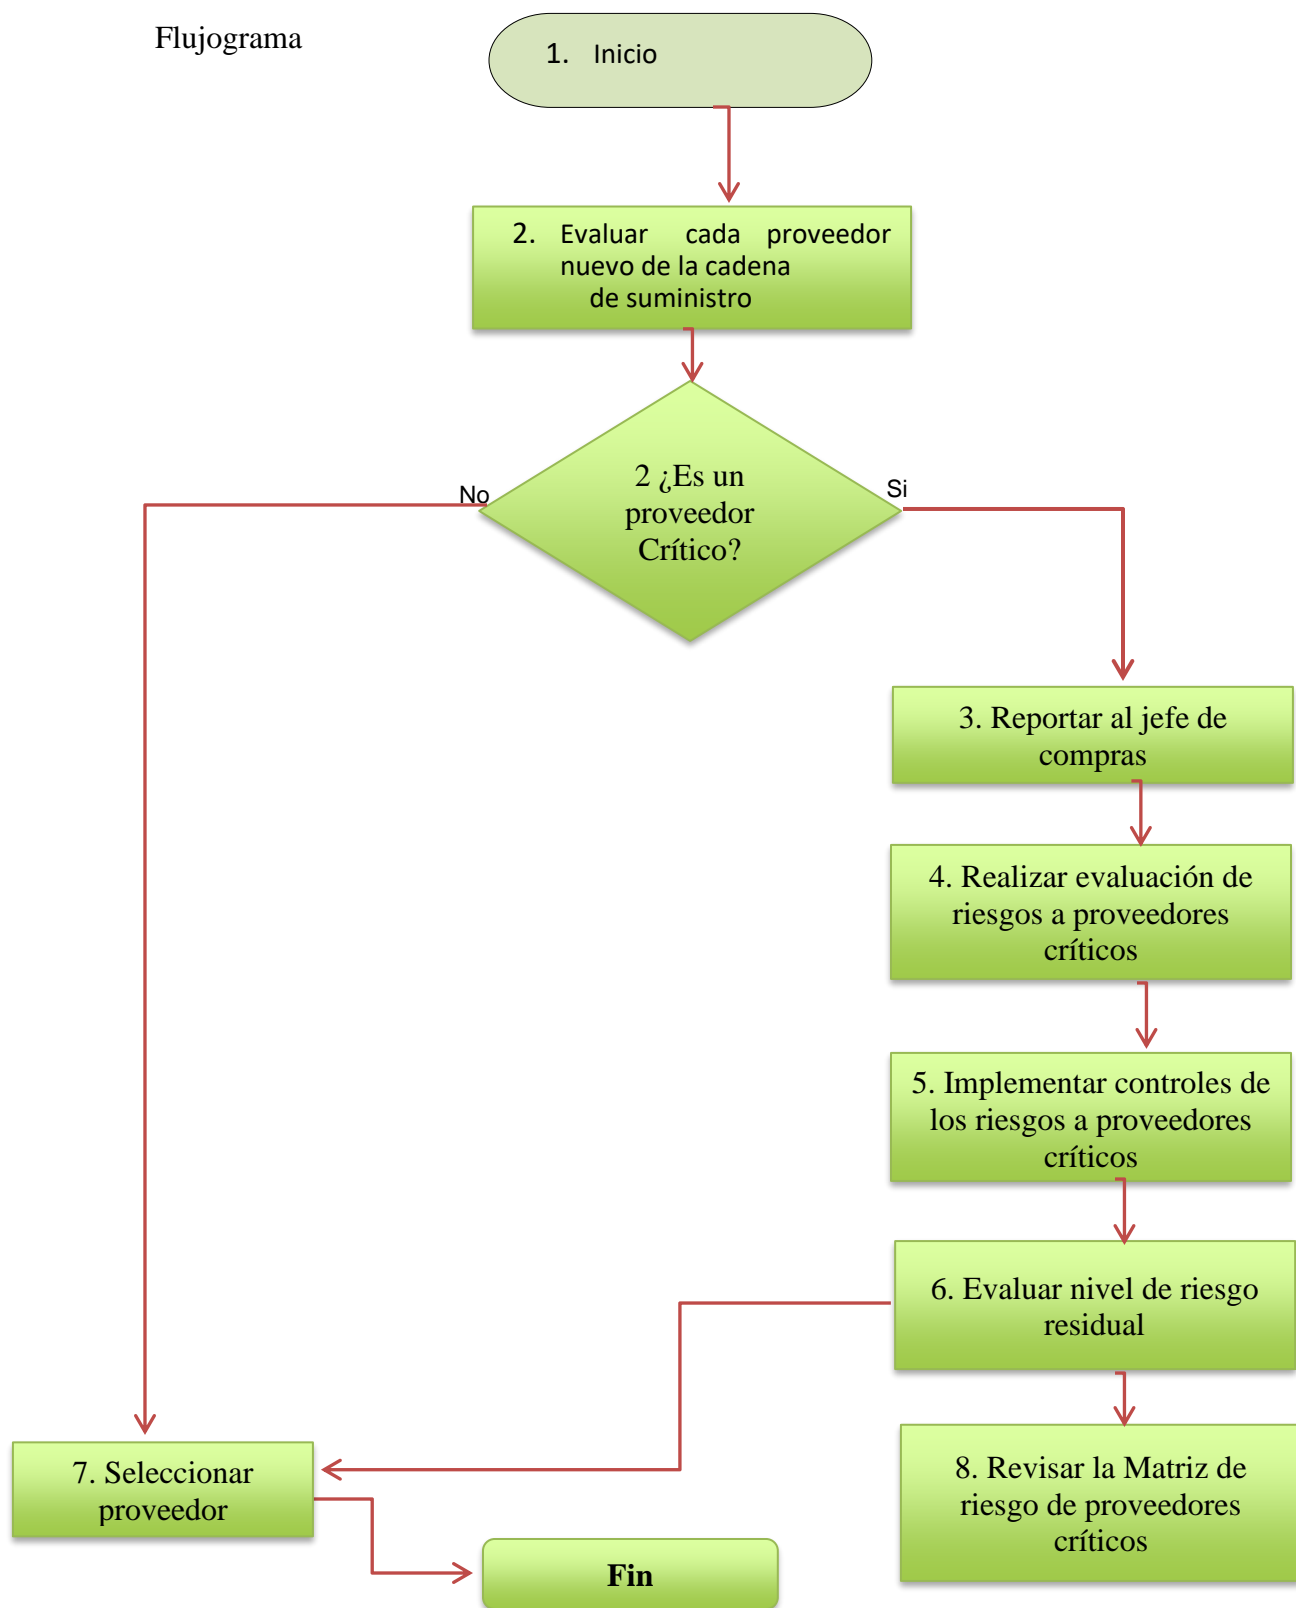 Flujograma
1. Inicio
2. Evaluar cada proveedor
nuevo de la cadena
de suministro
2 ¿Es un
proveedor
Crítico?
No
Si
3. Reportar al jefe de
compras
4. Realizar evaluación de
riesgos a proveedores
críticos
5. Implementar controles de
los riesgos a proveedores
críticos
6. Evaluar nivel de riesgo
residual
7. Seleccionar
proveedor
8. Revisar la Matriz de
riesgo de proveedores
críticos
Fin